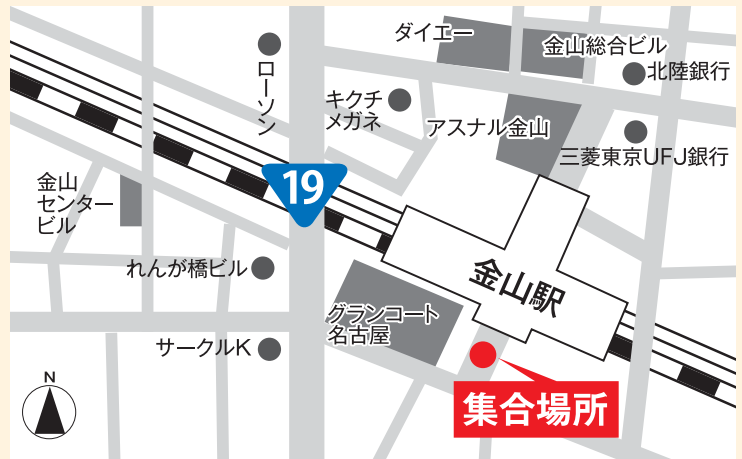 ダイエー
金山総合ビル
北陸銀行
ローソン
キクチ
メガネ
アスナル金山
三菱東京UFJ銀行
19
金山
センター
ビル
れんが橋ビル
金山駅
グランコート
名古屋
サークルK
集合場所
N